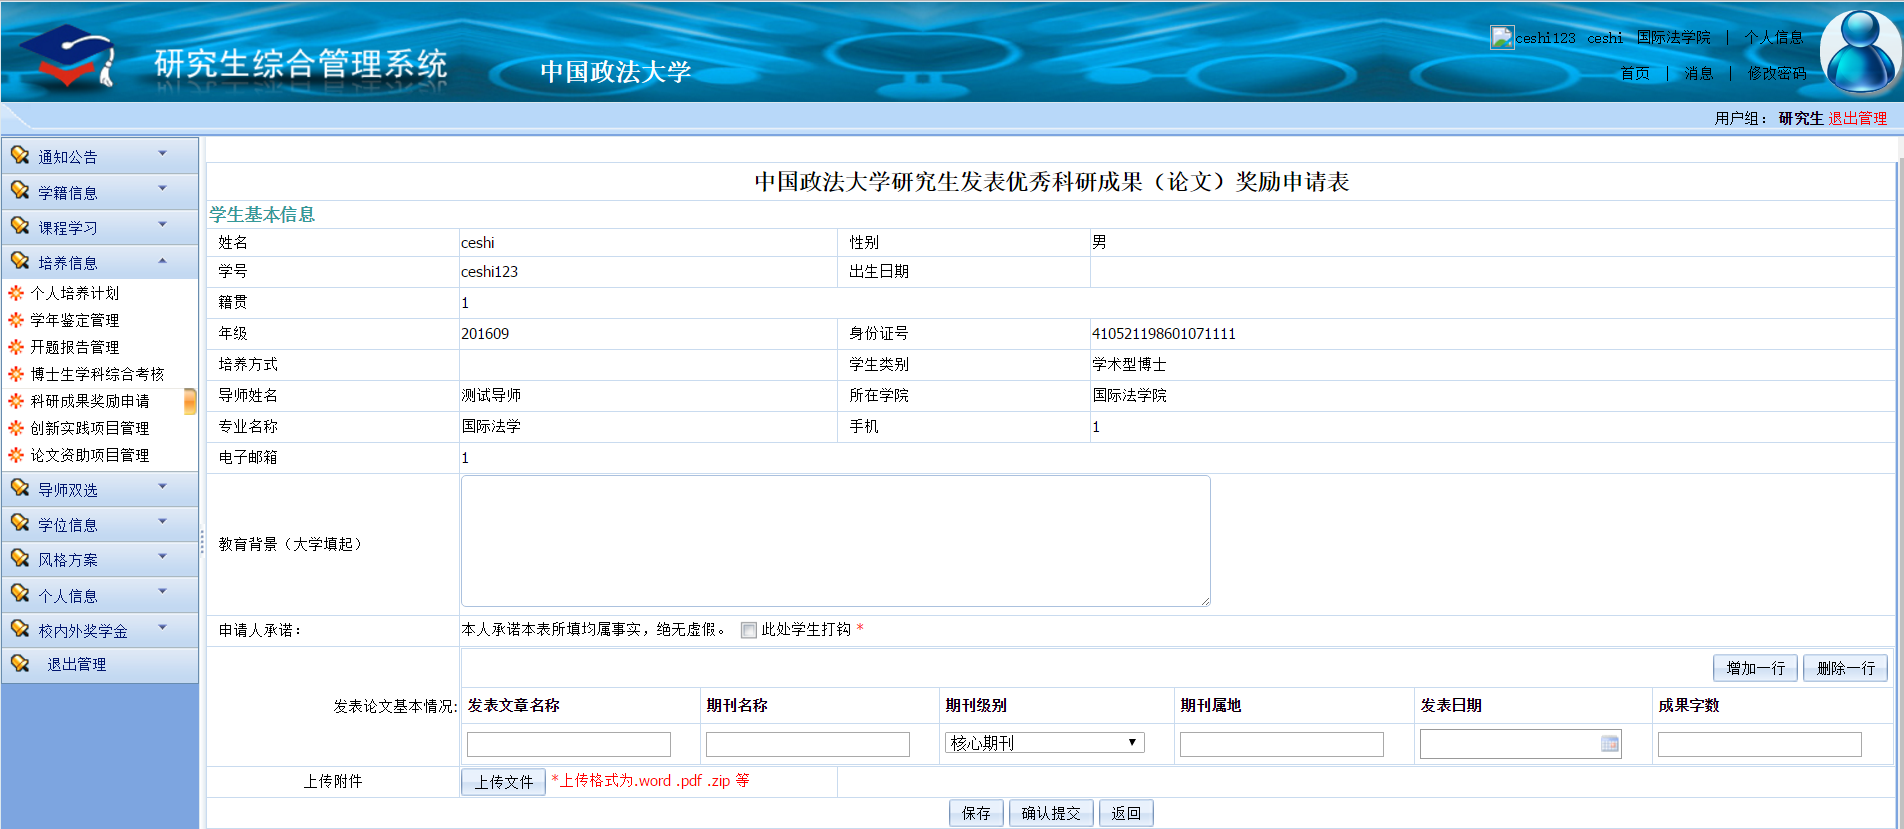 研究生综合管理系统
中国政法大学
ceshi123 ceshi 国际法学院 | 个人信息
首页 | 消息 | 修改密码
用户组： 研究生 退出管理
通知公告
学籍信息
课程学习
培养信息
个人培养计划
学年鉴定管理
开题报告管理
博士生学科综合考核
科研成果奖励申请
创新实践项目管理
论文资助项目管理
导师双选
学位信息
风格方案
个人信息
校内外奖学金
退出管理
中国政法大学研究生发表优秀科研成果（论文）奖励申请表
学生基本信息
姓名 ceshi 性别 男
学号 ceshi123 出生日期
籍贯 1
年级 201609 身份证号 410521198601071111
培养方式 学生类别 学术型博士
导师姓名 测试导师 所在学院 国际法学院
专业名称 国际法学 手机 1
电子邮箱 1
教育背景（大学填起）
申请人承诺： 本人承诺本表所填均属事实，绝无虚假。 此处学生打钩 *
增加一行 删除一行
发表论文基本情况: 发表文章名称 期刊名称 期刊级别 期刊属地 发表日期 成果字数
核心期刊
上传附件 上传文件 *上传格式为.word .pdf .zip 等
保存 确认提交 返回